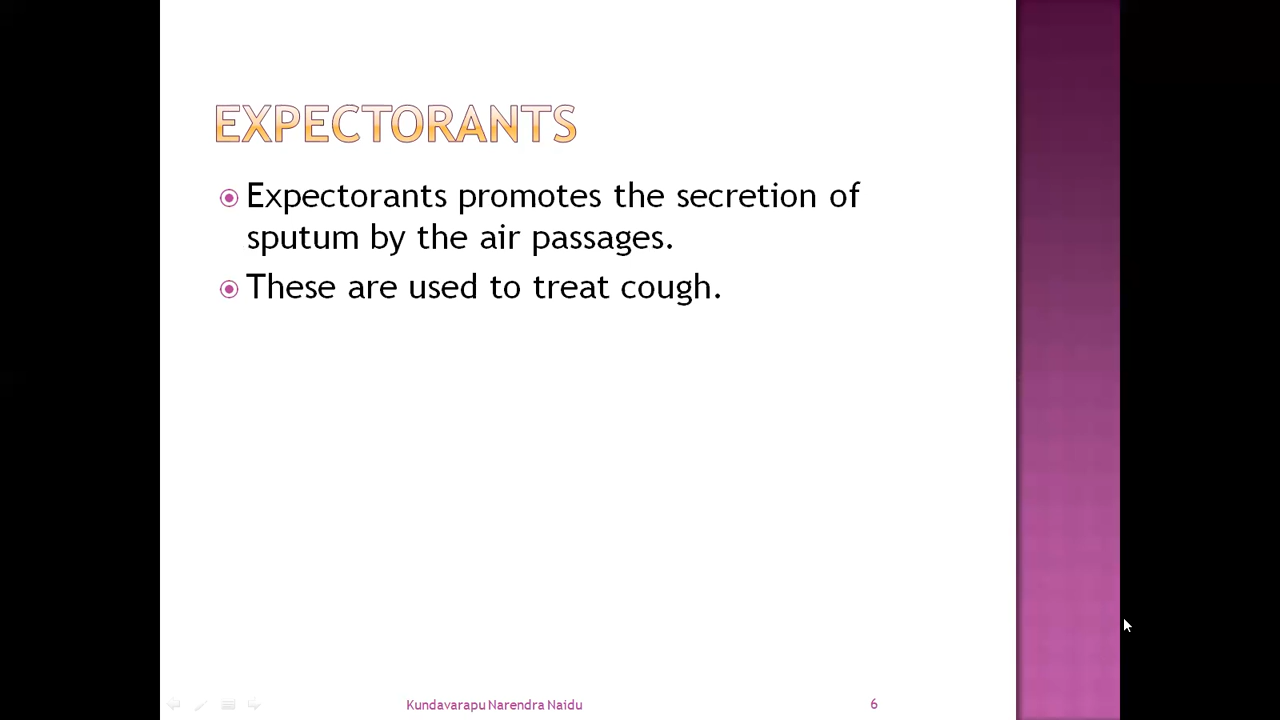 EXPECTORANTS
Expectorants promotes the secretion of
sputum by the air passages.
These are used to treat cough.
Kundavarapu Narendra Naidu
6